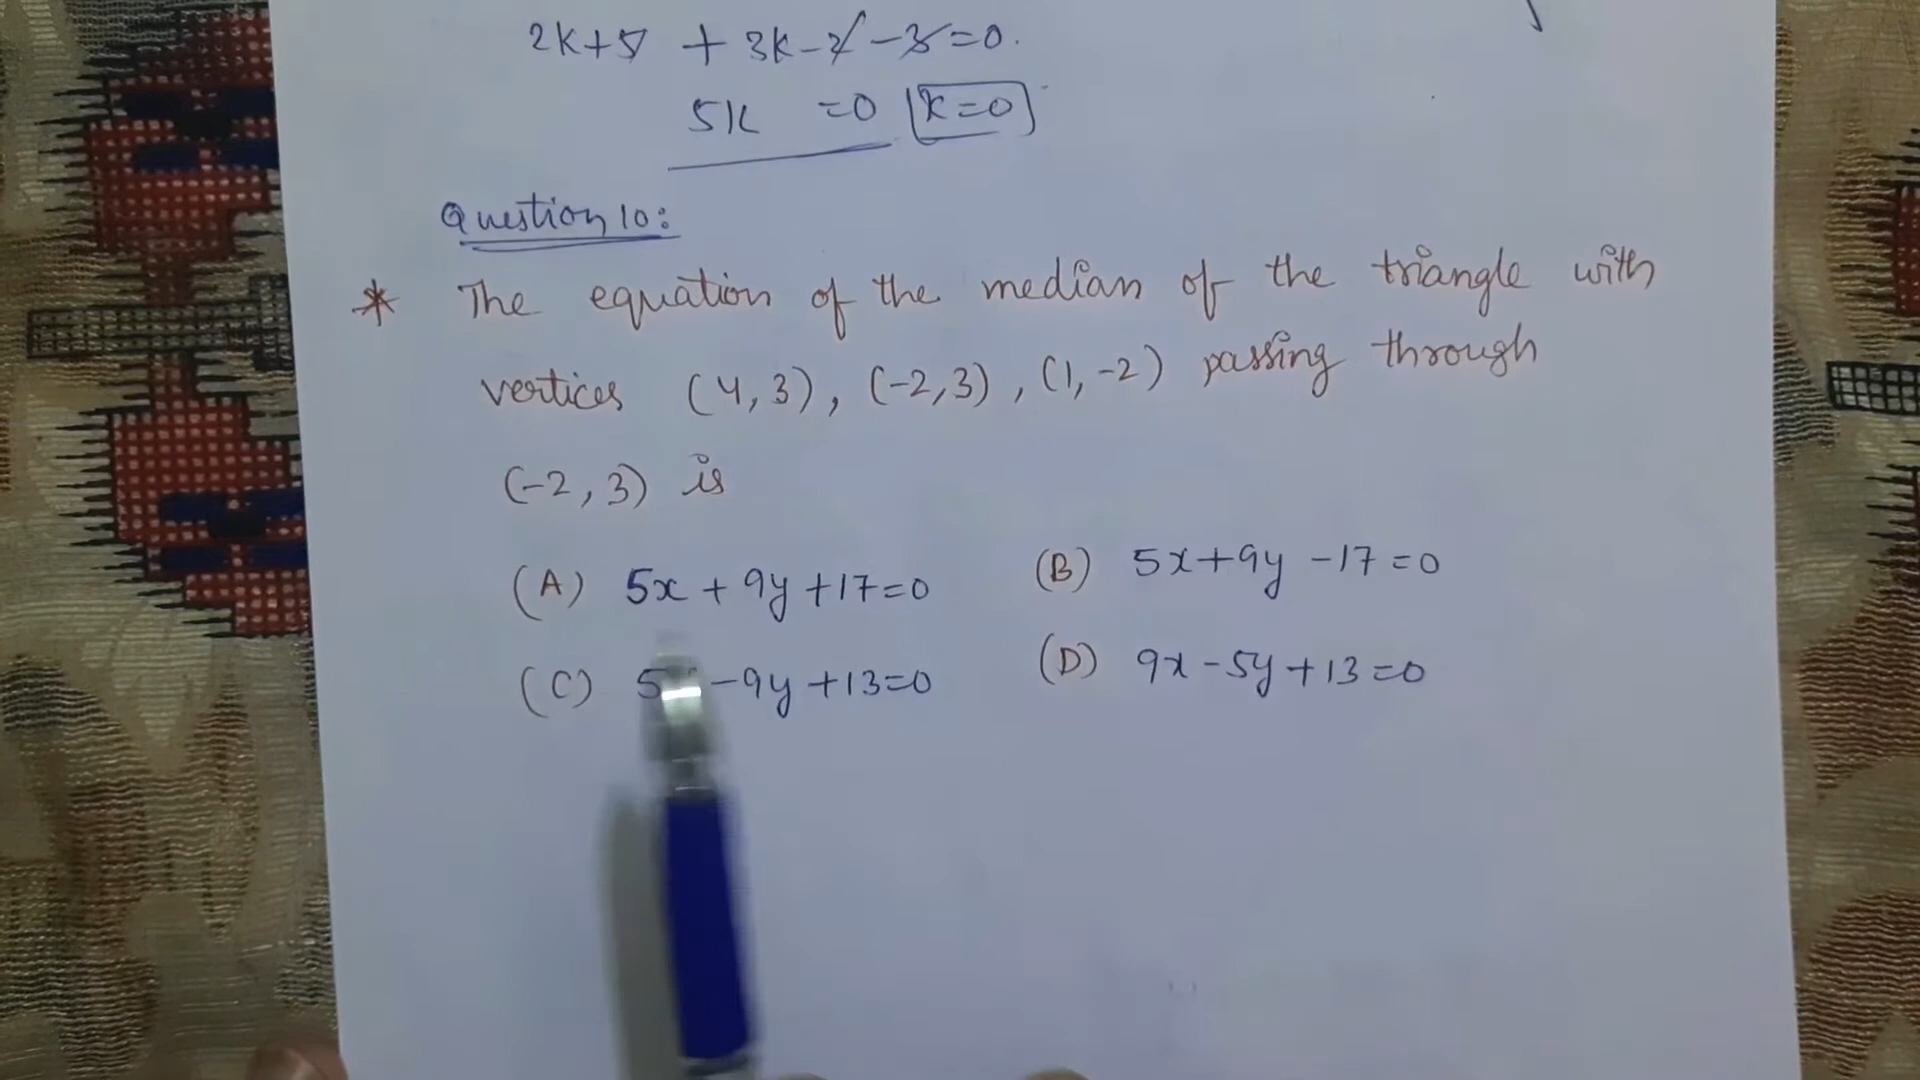 2k+5 + 3k-2-3=0.
5k =0 k=0
Question 10:
* The equation of the median of the triangle with
vertices (4,3), (-2,3), (1,-2) passing through
(-2,3) is
(A) 5x+9y+17=0 (B) 5x+9y-17=0
(C) 5 -9y+13=0 (D) 9x-5y+13=0